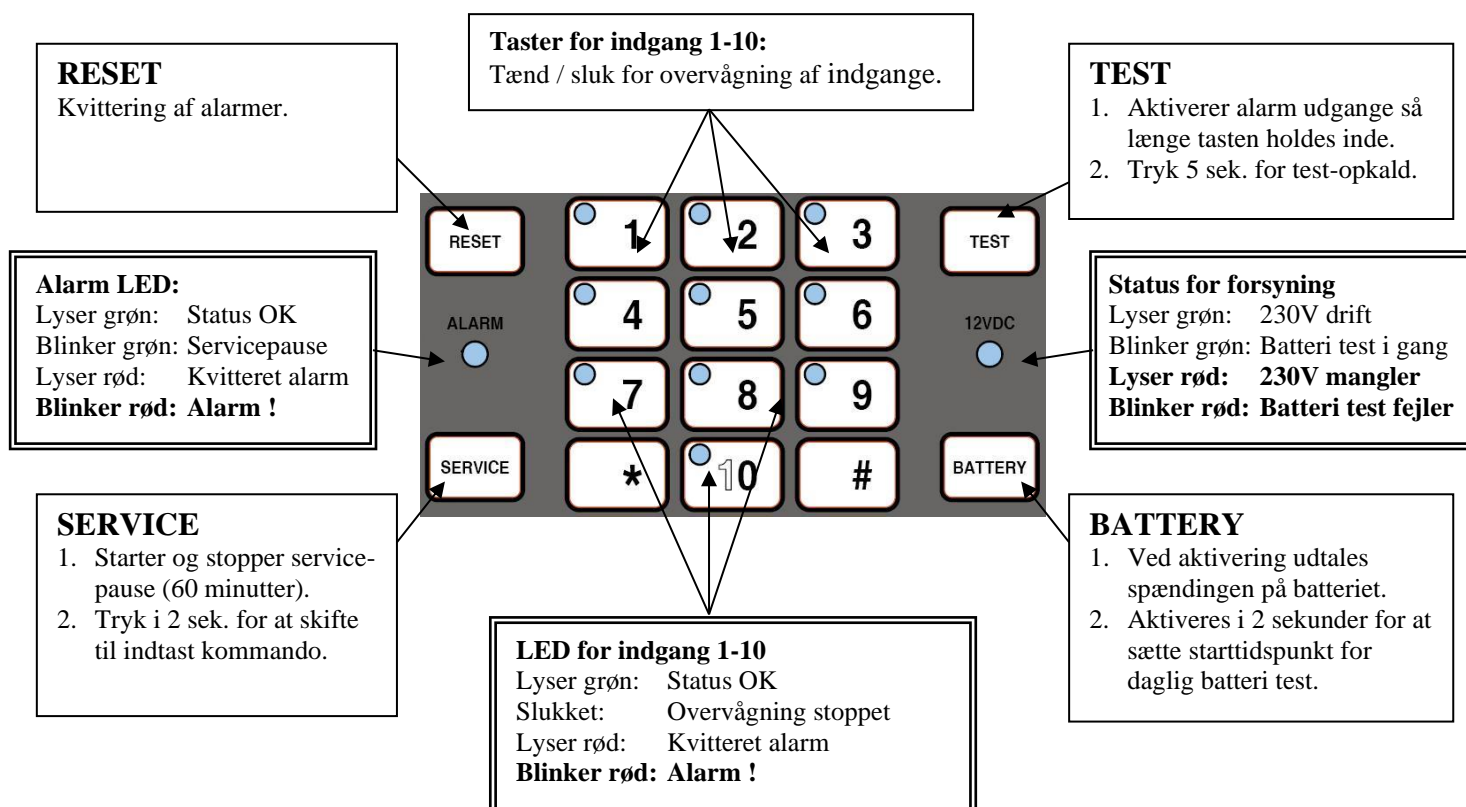 Taster for indgang 1-10:
Tænd / sluk for overvågning af indgange.
RESET
Kvittering af alarmer.
TEST
1. Aktiverer alarm udgange så
længe tasten holdes inde.
2. Tryk 5 sek. for test-opkald.
RESET
1
2
3
TEST
Alarm LED:
Lyser grøn: Status OK
Blinker grøn: Servicepause
Lyser rød: Kvitteret alarm
Blinker rød: Alarm !
ALARM
4
5
6
12VDC
Status for forsyning
Lyser grøn: 230V drift
Blinker grøn: Batteri test i gang
Lyser rød: 230V mangler
Blinker rød: Batteri test fejler
7
8
9
SERVICE
*
10
#
BATTERY
SERVICE
1. Starter og stopper service-
pause (60 minutter).
2. Tryk i 2 sek. for at skifte
til indtast kommando.
LED for indgang 1-10
Lyser grøn: Status OK
Slukket: Overvågning stoppet
Lyser rød: Kvitteret alarm
Blinker rød: Alarm !
BATTERY
1. Ved aktivering udtales
spændingen på batteriet.
2. Aktiveres i 2 sekunder for at
sætte starttidspunkt for
daglig batteri test.